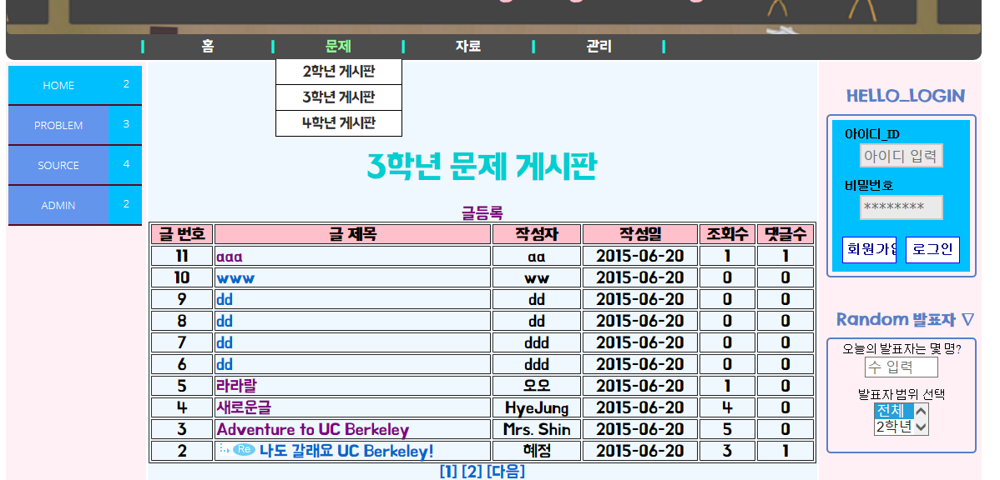 홈 문제 자료 관리
2학년 게시판
3학년 게시판
4학년 게시판
HOME 2
PROBLEM 3
SOURCE 4
ADMIN 2
3학년 문제 게시판
글등록
글 번호 글 제목 작성자 작성일 조회수 댓글수
11 aaa aa 2015-06-20 1 1
10 www ww 2015-06-20 0 0
9 dd dd 2015-06-20 0 0
8 dd dd 2015-06-20 0 0
7 dd ddd 2015-06-20 0 0
6 dd ddd 2015-06-20 0 0
5 라라랄 오오 2015-06-20 1 0
4 새로운글 HyeJung 2015-06-20 4 0
3 Adventure to UC Berkeley Mrs. Shin 2015-06-20 5 0
2 Re 나도 갈래요 UC Berkeley! 혜정 2015-06-20 3 1
[1] [2] [다음]
HELLO_LOGIN
아이디_ID
아이디 입력
비밀번호
********
회원가입 로그인
Random 발표자 ▽
오늘의 발표자는 몇 명?
수 입력
발표자 범위 선택
전체
2학년